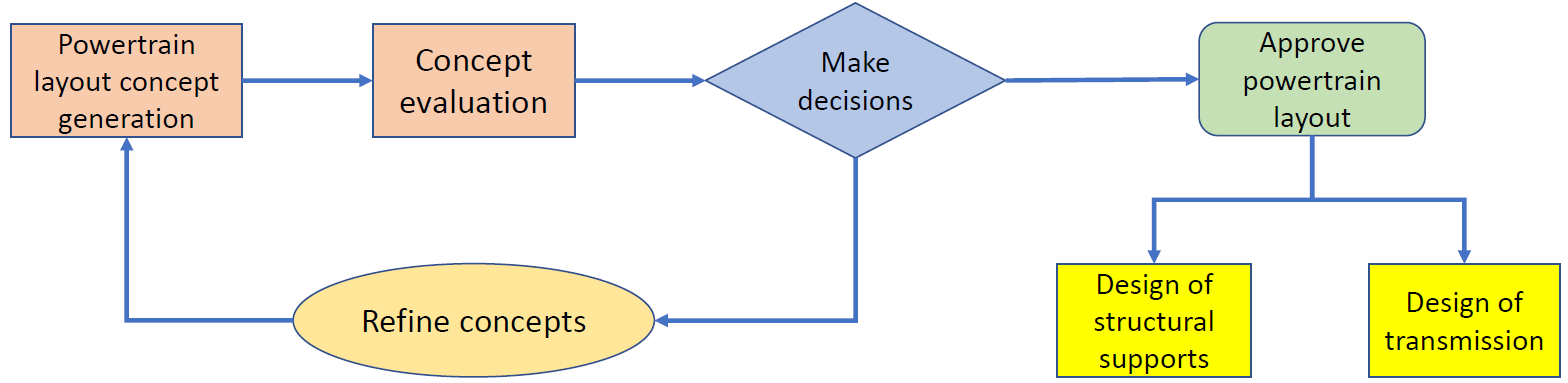 Powertrain
layout concept
generation
Concept
evaluation
Make
decisions
Approve
powertrain
layout
Refine concepts
Design of
structural
supports
Design of
transmission